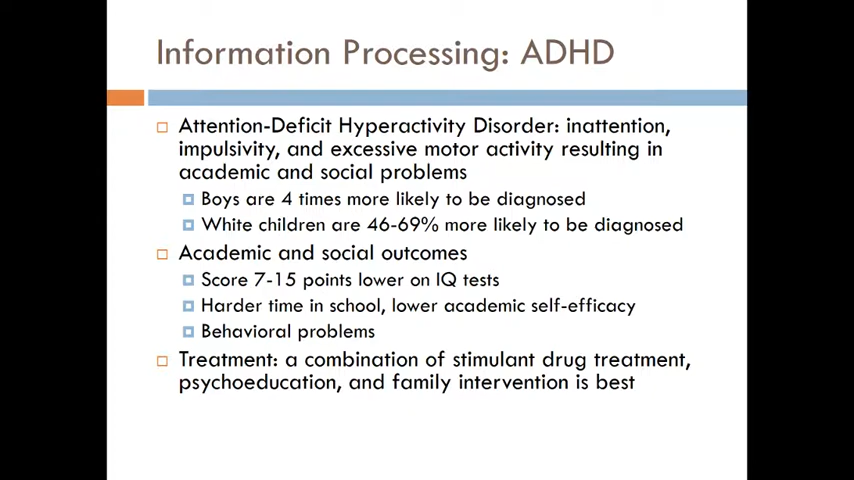 Information Processing: ADHD
Attention-Deficit Hyperactivity Disorder: inattention,
impulsivity, and excessive motor activity resulting in
academic and social problems
Boys are 4 times more likely to be diagnosed
White children are 46-69% more likely to be diagnosed
Academic and social outcomes
Score 7-15 points lower on IQ tests
Harder time in school, lower academic self-efficacy
Behavioral problems
Treatment: a combination of stimulant drug treatment,
psychoeducation, and family intervention is best